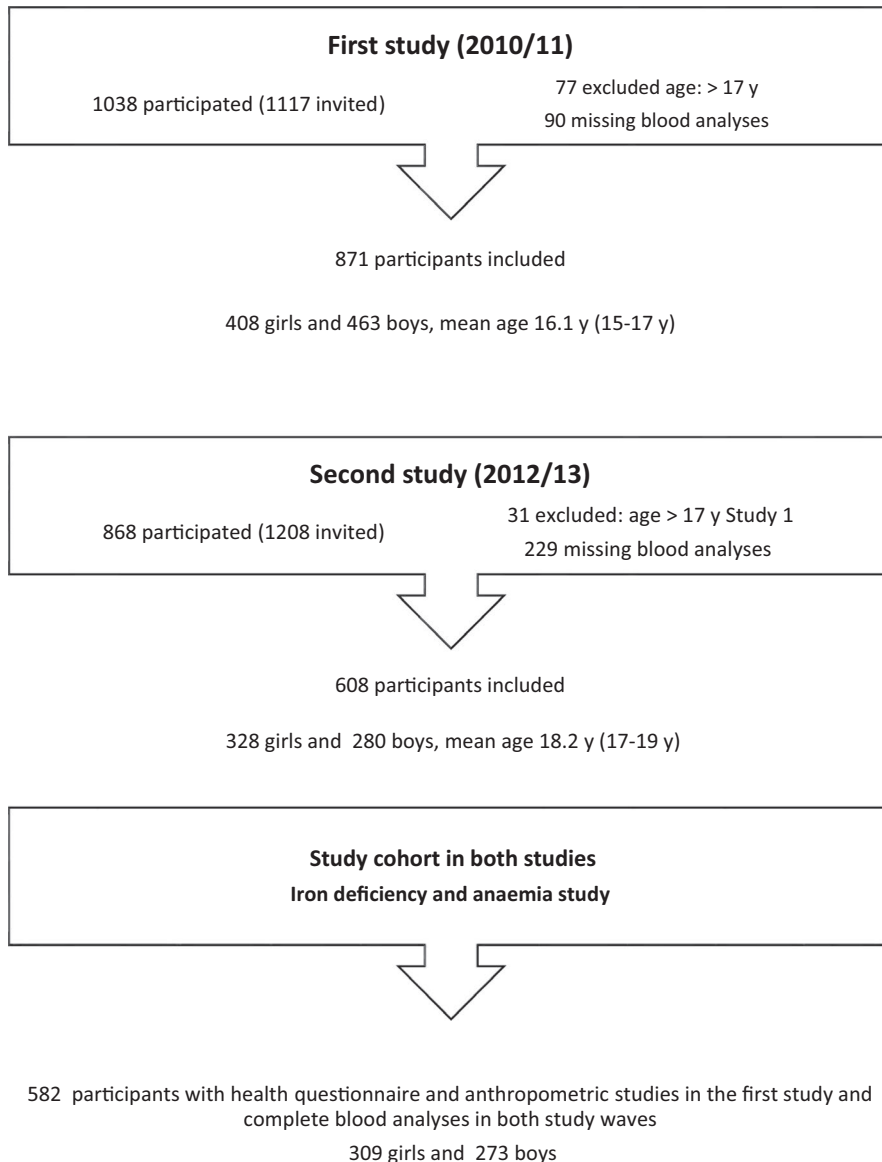 First study (2010/11)
1038 participated (1117 invited)
77 excluded age: > 17 y
90 missing blood analyses
871 participants included
408 girls and 463 boys, mean age 16.1 y (15-17 y)
Second study (2012/13)
868 participated (1208 invited)
31 excluded: age > 17 y Study 1
229 missing blood analyses
608 participants included
328 girls and 280 boys, mean age 18.2 y (17-19 y)
Study cohort in both studies
Iron deficiency and anaemia study
582 participants with health questionnaire and anthropometric studies in the first study and
complete blood analyses in both study waves
309 girls and 273 boys